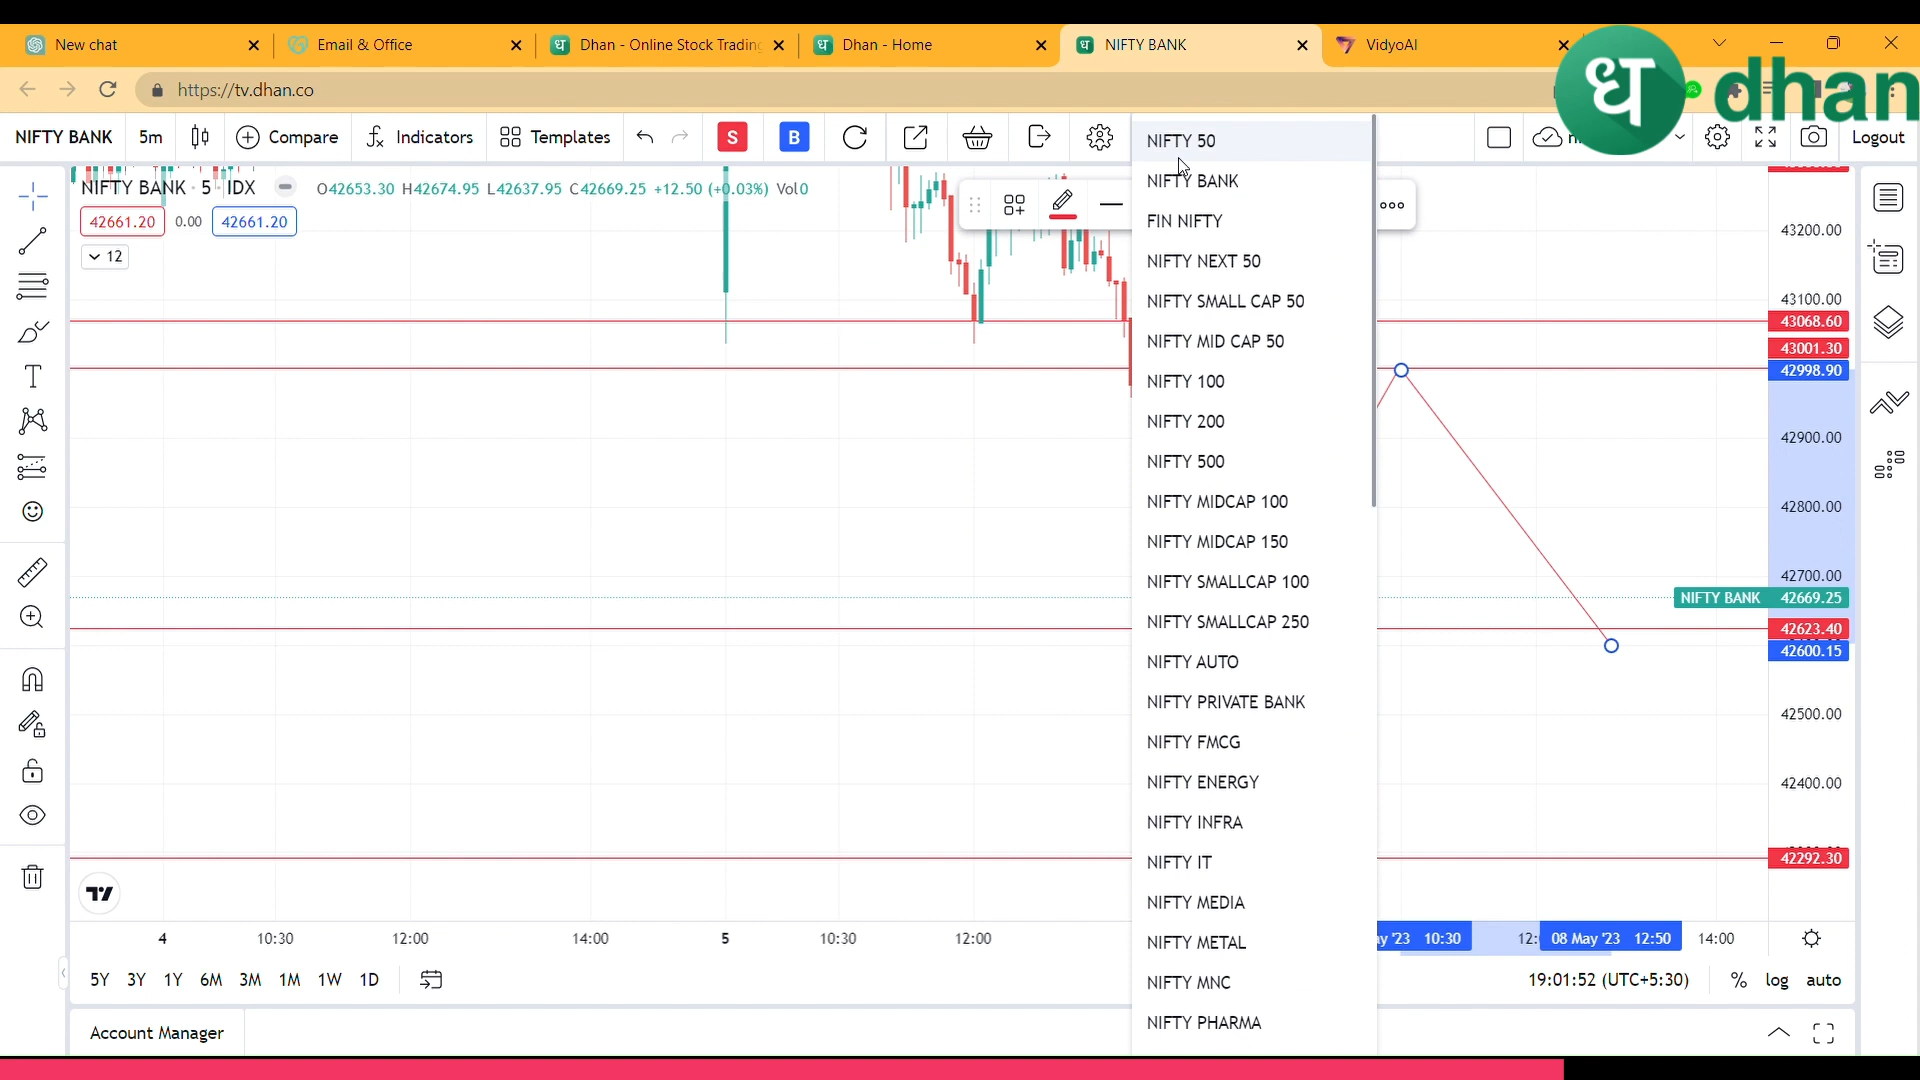 New chat
Email & Office
Dhan - Online Stock Trading
Dhan - Home
NIFTY BANK
VidyoAI
https://tv.dhan.co
ध dhan
NIFTY BANK 5m Compare Indicators Templates S B Logout
NIFTY BANK · 5 · IDX O42653.30 H42674.95 L42637.95 C42669.25 +12.50 (+0.03%) Vol0
42661.20 0.00 42661.20
12
NIFTY 50
NIFTY BANK
FIN NIFTY
NIFTY NEXT 50
NIFTY SMALL CAP 50
NIFTY MID CAP 50
NIFTY 100
NIFTY 200
NIFTY 500
NIFTY MIDCAP 100
NIFTY MIDCAP 150
NIFTY SMALLCAP 100
NIFTY SMALLCAP 250
NIFTY AUTO
NIFTY PRIVATE BANK
NIFTY FMCG
NIFTY ENERGY
NIFTY INFRA
NIFTY IT
NIFTY MEDIA
NIFTY METAL
NIFTY MNC
NIFTY PHARMA
43200.00
43100.00
43068.60
43001.30
42998.90
42900.00
42800.00
42700.00
NIFTY BANK 42669.25
42623.40
42600.15
42500.00
42400.00
42292.30
4 10:30 12:00 14:00 5 10:30 12:00 '23 10:30 12: 08 May '23 12:50 14:00
5Y 3Y 1Y 6M 3M 1M 1W 1D 19:01:52 (UTC+5:30) % log auto
Account Manager